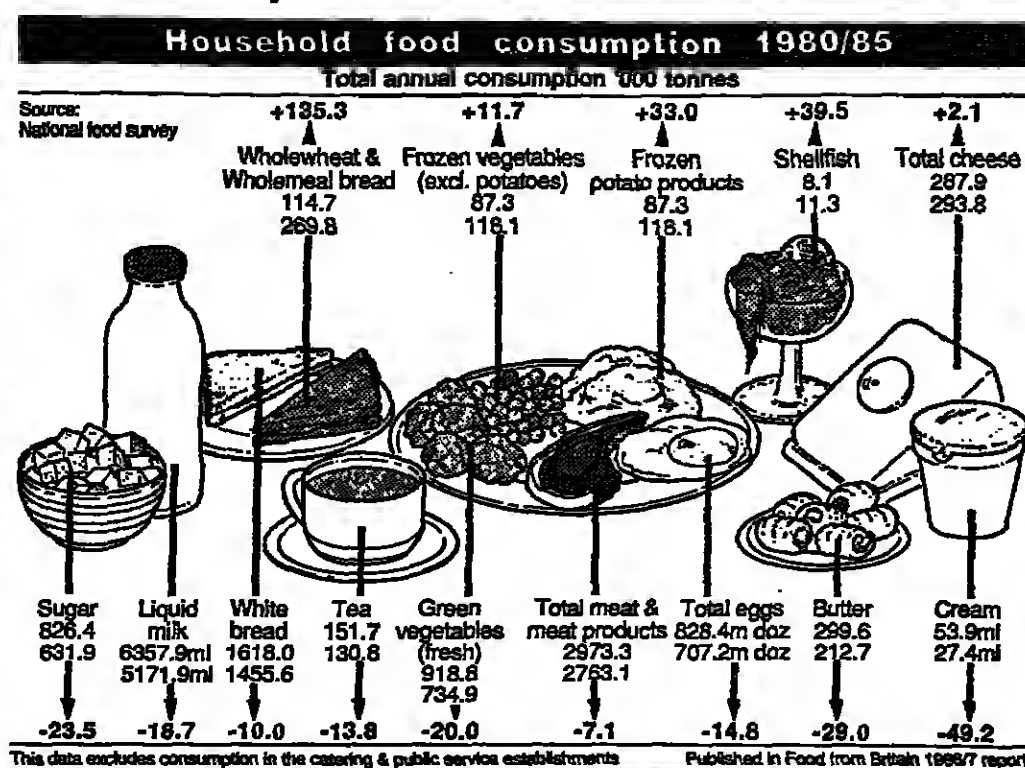 Household food consumption 1980/85
Total annual consumption '000 tonnes
Source:
National food survey
+135.3
Wholewheat &
Wholemeal bread
114.7
269.8
+11.7
Frozen vegetables
(excl. potatoes)
87.3
118.1
+33.0
Frozen
potato products
87.3
118.1
+39.5
Shellfish
8.1
11.3
+2.1
Total cheese
287.9
293.8
Sugar
826.4
631.9
-23.5
Liquid
milk
6357.9ml
5171.9ml
-18.7
White
bread
1618.0
1455.6
-10.0
Tea
151.7
130.8
-13.8
Green
vegetables
(fresh)
918.8
734.9
-20.0
Total meat &
meat products
2973.3
2763.1
-7.1
Total eggs
828.4m doz
707.2m doz
-14.8
Butter
299.6
212.7
-29.0
Cream
53.9ml
27.4ml
-49.2
This data excludes consumption in the catering & public service establishments
Published in Food from Britain 1986/7 report